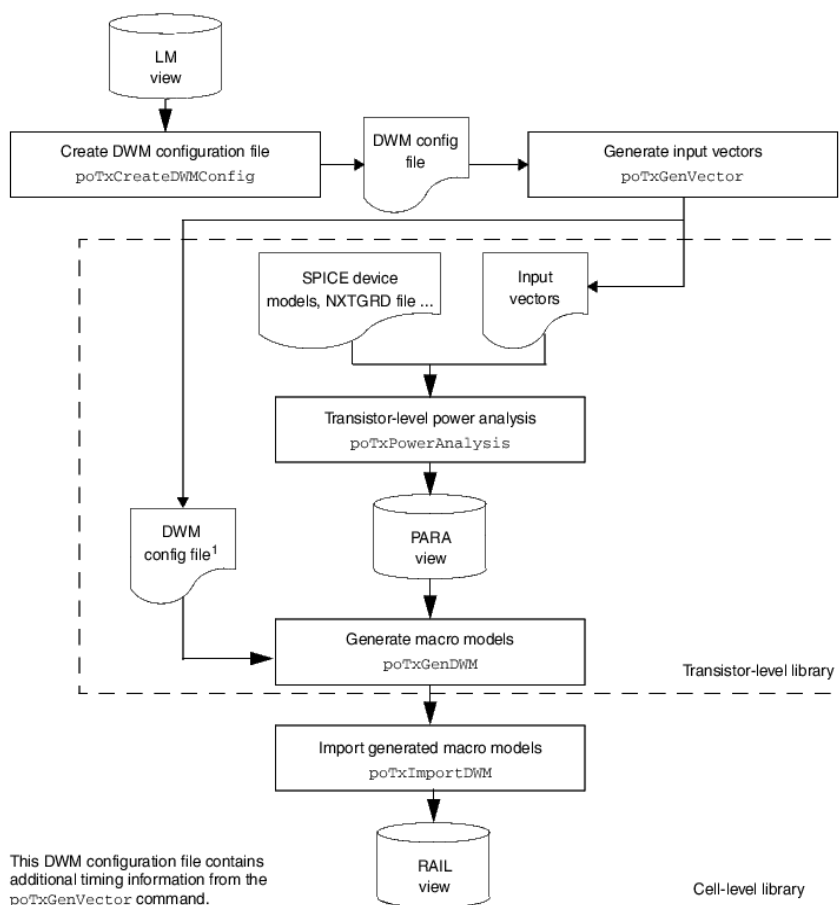 LM
view
Create DWM configuration file
poTxCreateDWMConfig
DWM config
file
Generate input vectors
poTxGenVector
SPICE device
models, NXTGRD file ...
Input
vectors
Transistor-level power analysis
poTxPowerAnalysis
DWM
config file1
PARA
view
Generate macro models
poTxGenDWM
Transistor-level library
Import generated macro models
poTxImportDWM
RAIL
view
This DWM configuration file contains
additional timing information from the
poTxGenVector command.
Cell-level library